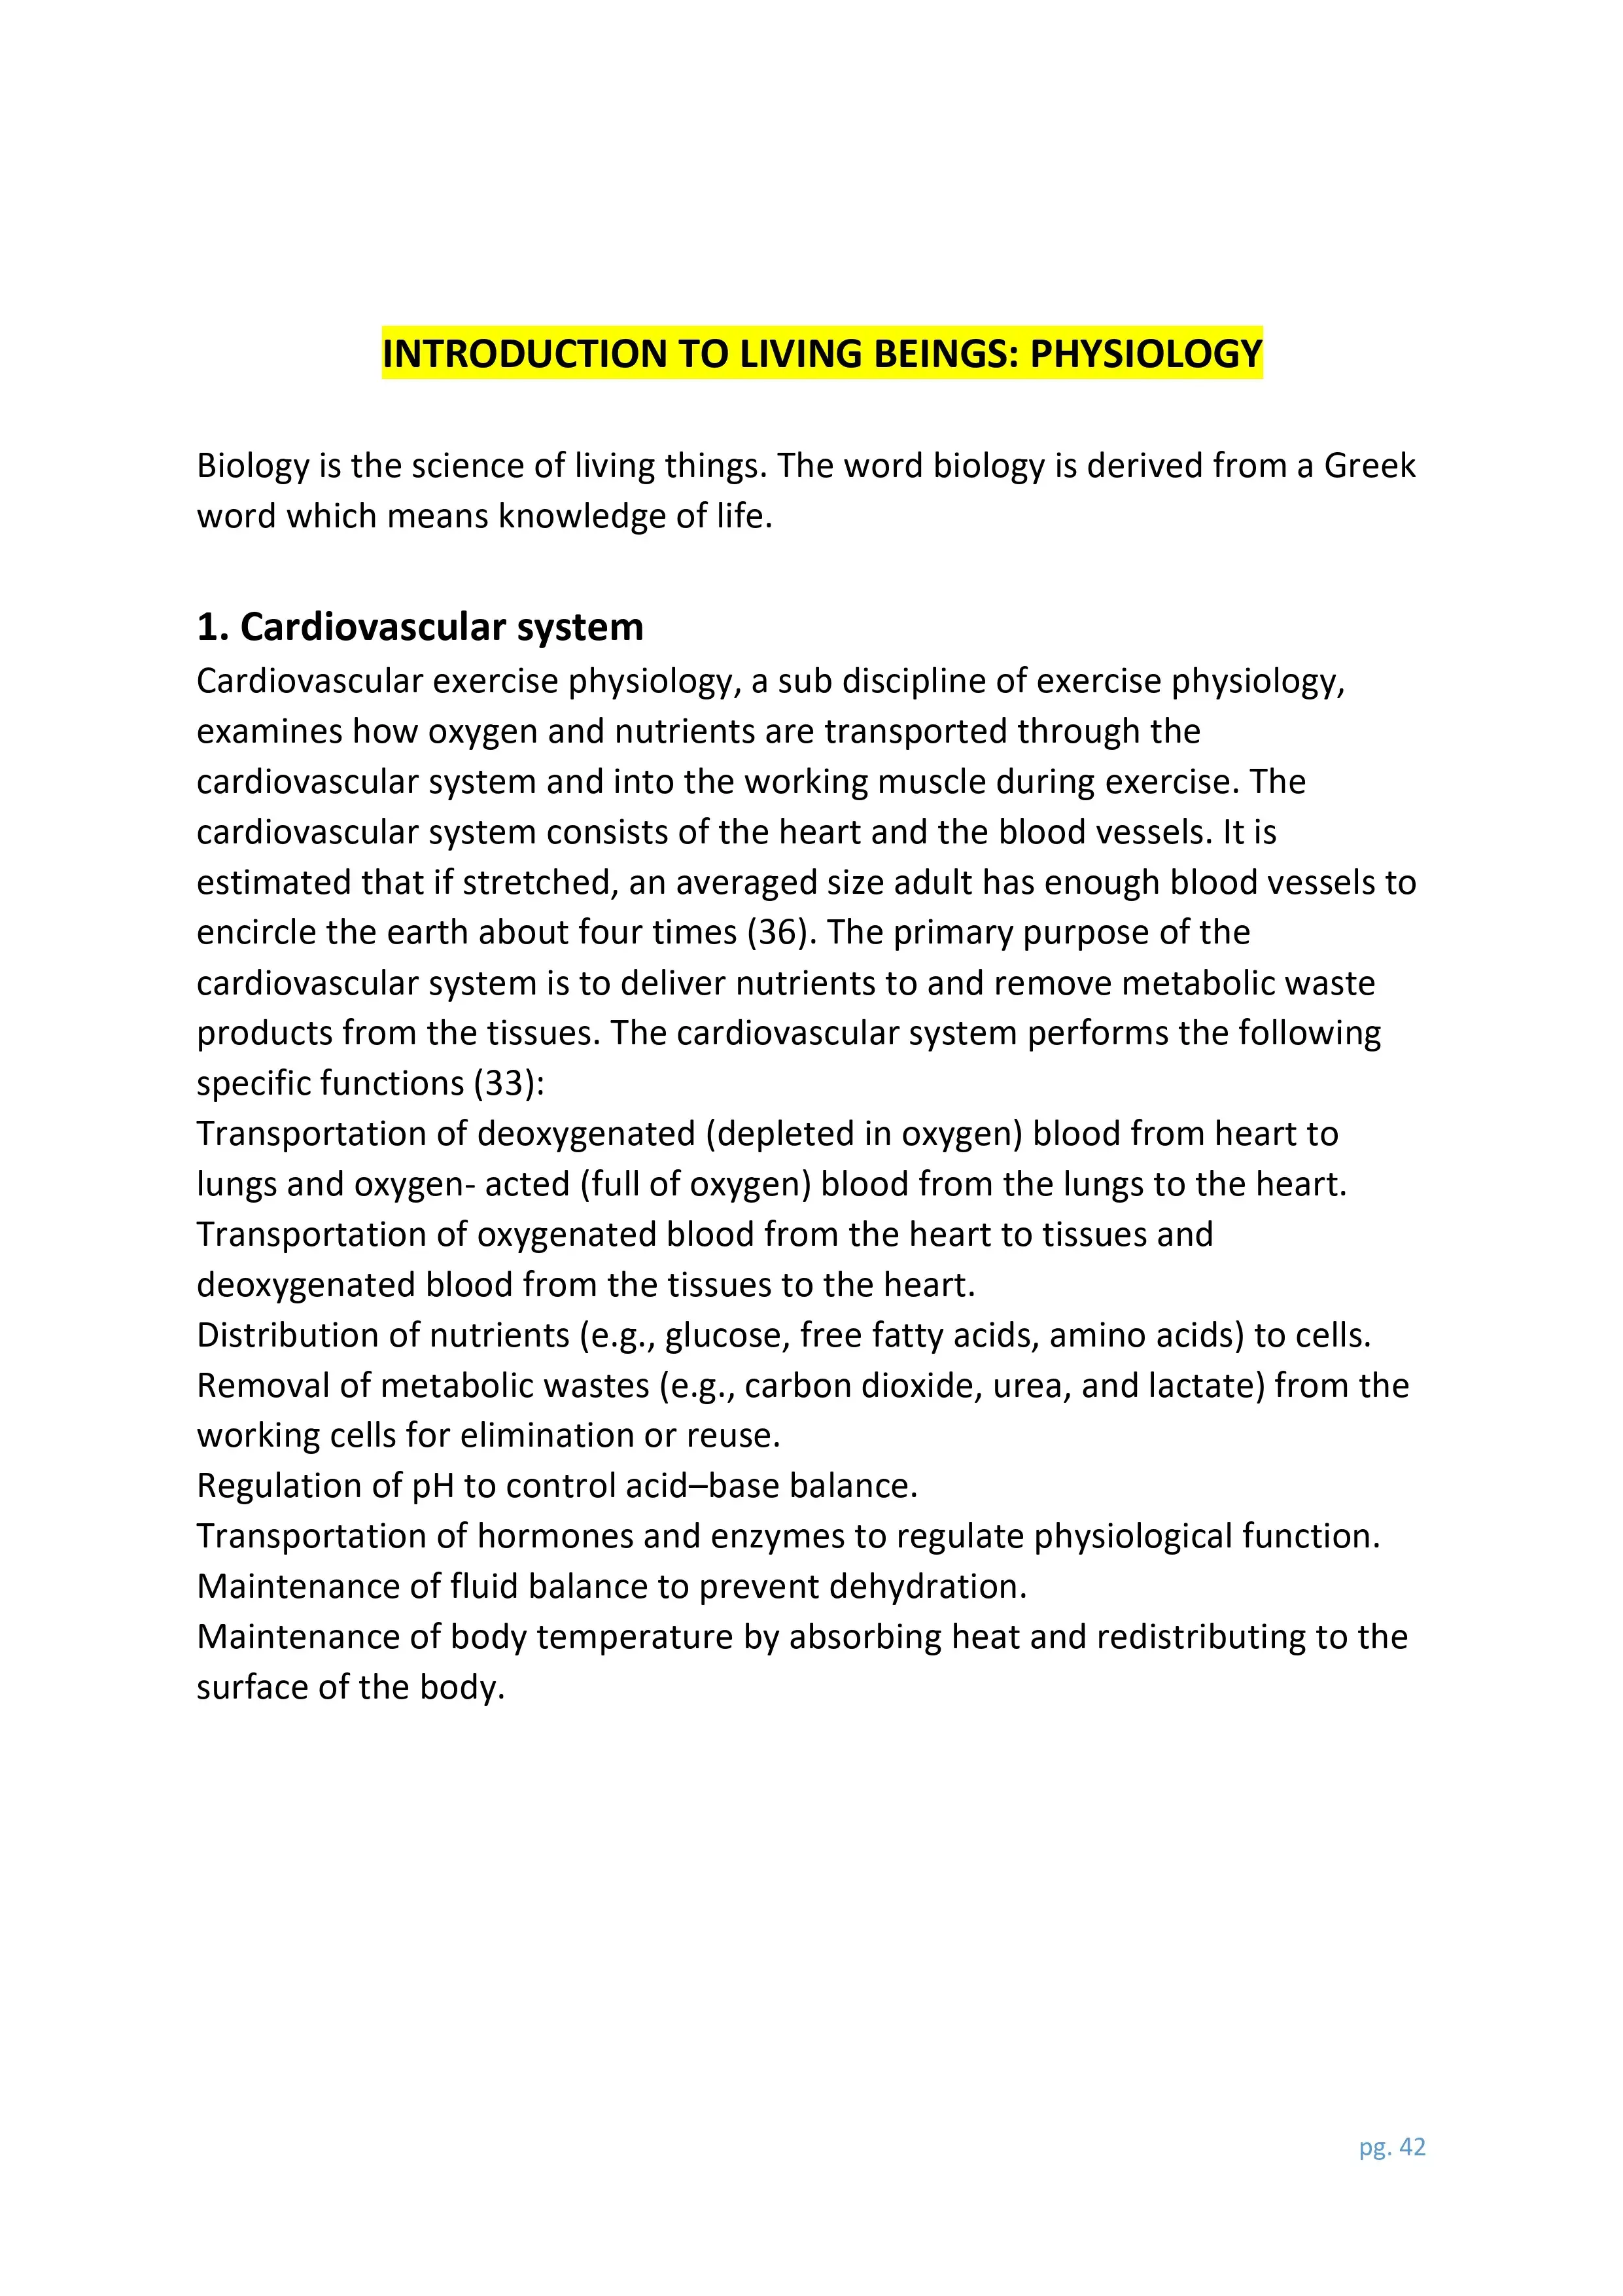 INTRODUCTION TO LIVING BEINGS: PHYSIOLOGY
Biology is the science of living things. The word biology is derived from a Greek
word which means knowledge of life.
1. Cardiovascular system
Cardiovascular exercise physiology, a sub discipline of exercise physiology,
examines how oxygen and nutrients are transported through the
cardiovascular system and into the working muscle during exercise. The
cardiovascular system consists of the heart and the blood vessels. It is
estimated that if stretched, an averaged size adult has enough blood vessels to
encircle the earth about four times (36). The primary purpose of the
cardiovascular system is to deliver nutrients to and remove metabolic waste
products from the tissues. The cardiovascular system performs the following
specific functions (33):
Transportation of deoxygenated (depleted in oxygen) blood from heart to
lungs and oxygen- acted (full of oxygen) blood from the lungs to the heart.
Transportation of oxygenated blood from the heart to tissues and
deoxygenated blood from the tissues to the heart.
Distribution of nutrients (e.g., glucose, free fatty acids, amino acids) to cells.
Removal of metabolic wastes (e.g., carbon dioxide, urea, and lactate) from the
working cells for elimination or reuse.
Regulation of pH to control acid–base balance.
Transportation of hormones and enzymes to regulate physiological function.
Maintenance of fluid balance to prevent dehydration.
Maintenance of body temperature by absorbing heat and redistributing to the
surface of the body.
pg. 42